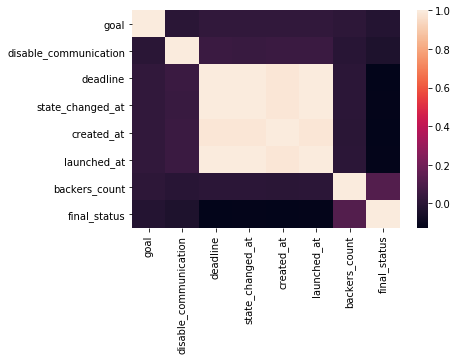 goal
disable_communication
deadline
state_changed_at
created_at
launched_at
backers_count
final_status
goal
disable_communication
deadline
state_changed_at
created_at
launched_at
backers_count
final_status
1.0
0.8
0.6
0.4
0.2
0.0